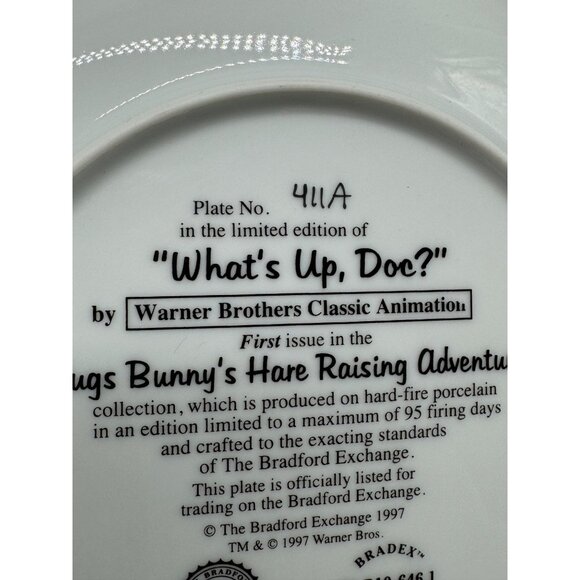 Plate No. 411A
in the limited edition of
"What's Up, Doc?"
by Warner Brothers Classic Animation
First issue in the
ugs Bunny's Hare Raising Adventu
collection, which is produced on hard-fire porcelain
in an edition limited to a maximum of 95 firing days
and crafted to the exacting standards
of The Bradford Exchange.
This plate is officially listed for
trading on the Bradford Exchange.
© The Bradford Exchange 1997
TM & © 1997 Warner Bros.
BRADFO
BRADEX™